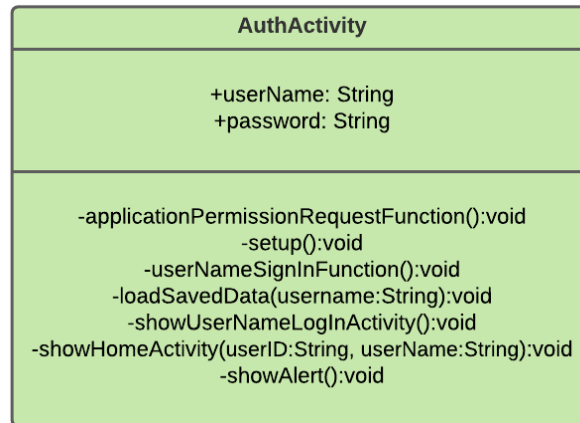 AuthActivity
+userName: String
+password: String
-applicationPermissionRequestFunction():void
-setup():void
-userNameSignInFunction():void
-loadSavedData(username:String):void
-showUserNameLogInActivity():void
-showHomeActivity(userID:String, userName:String):void
-showAlert():void